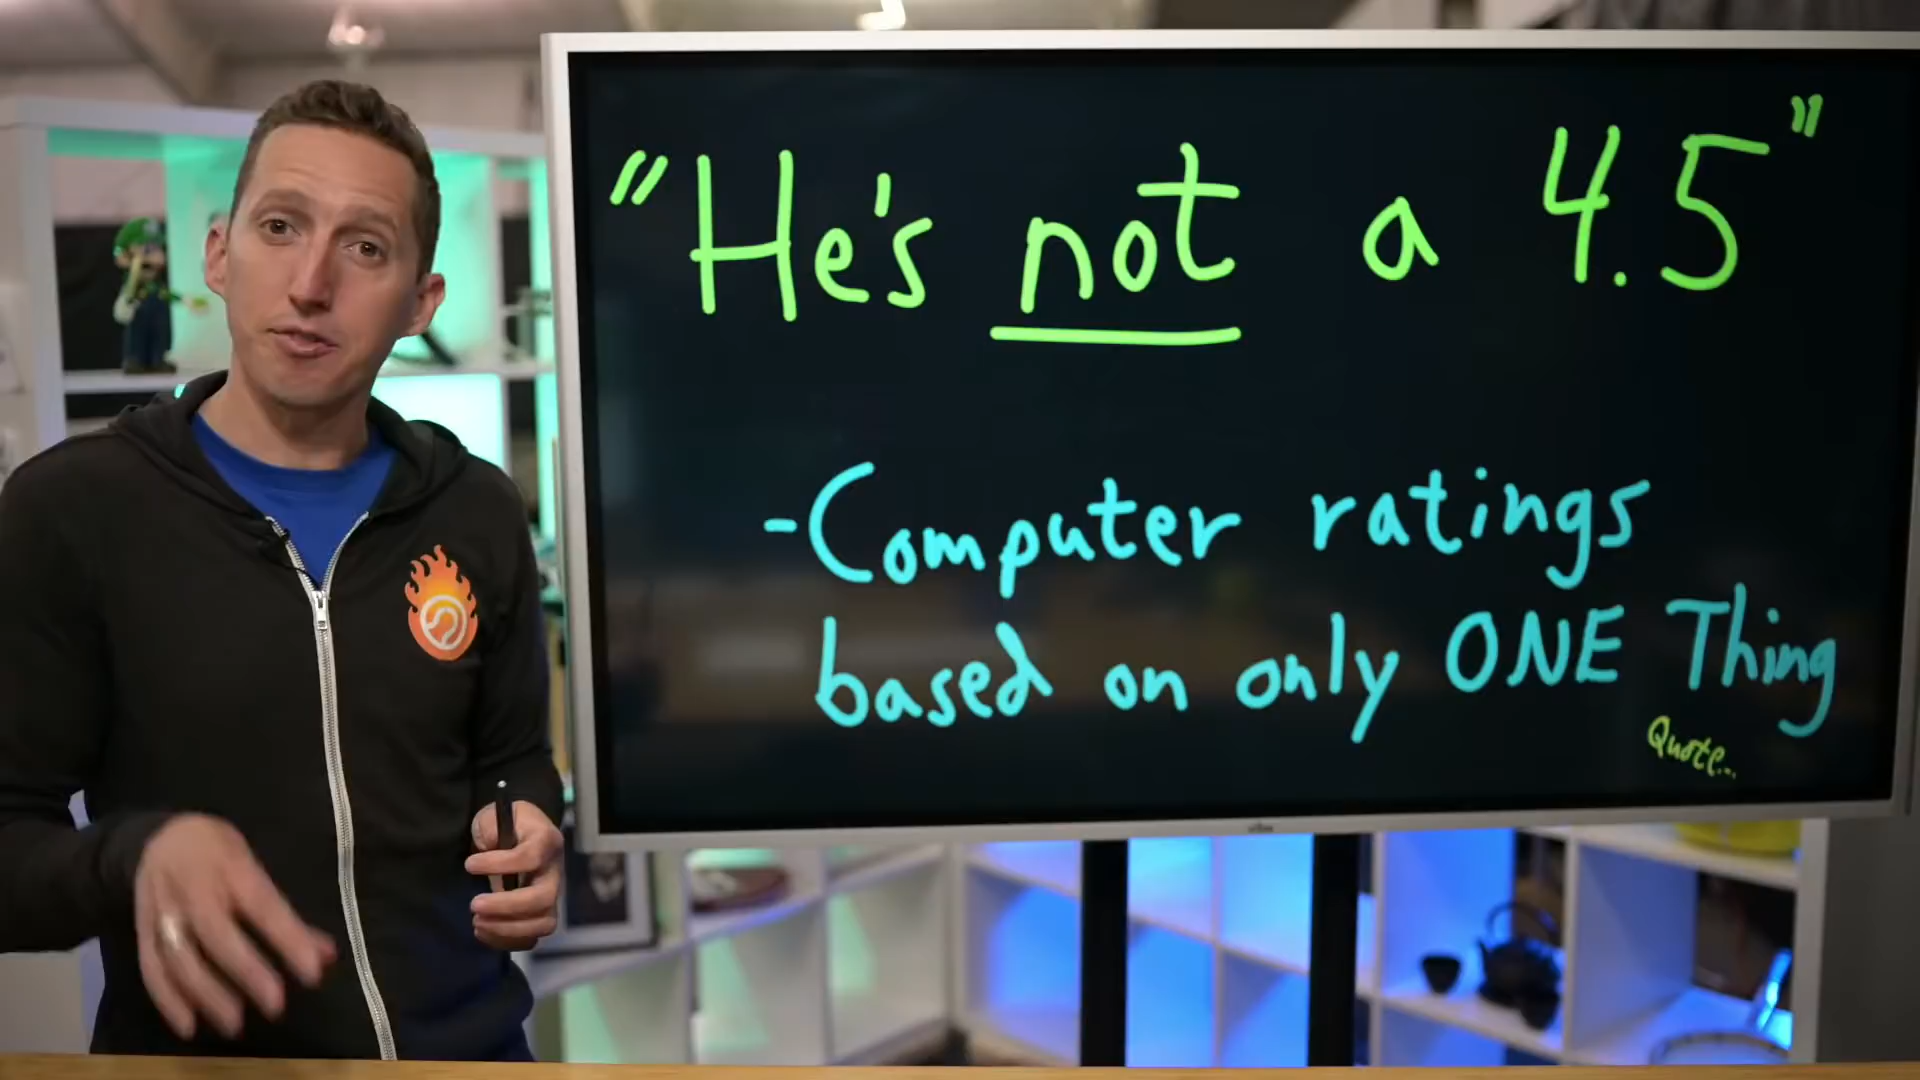 "He's not a 4.5"
-Computer ratings
based on only ONE Thing
Quote...